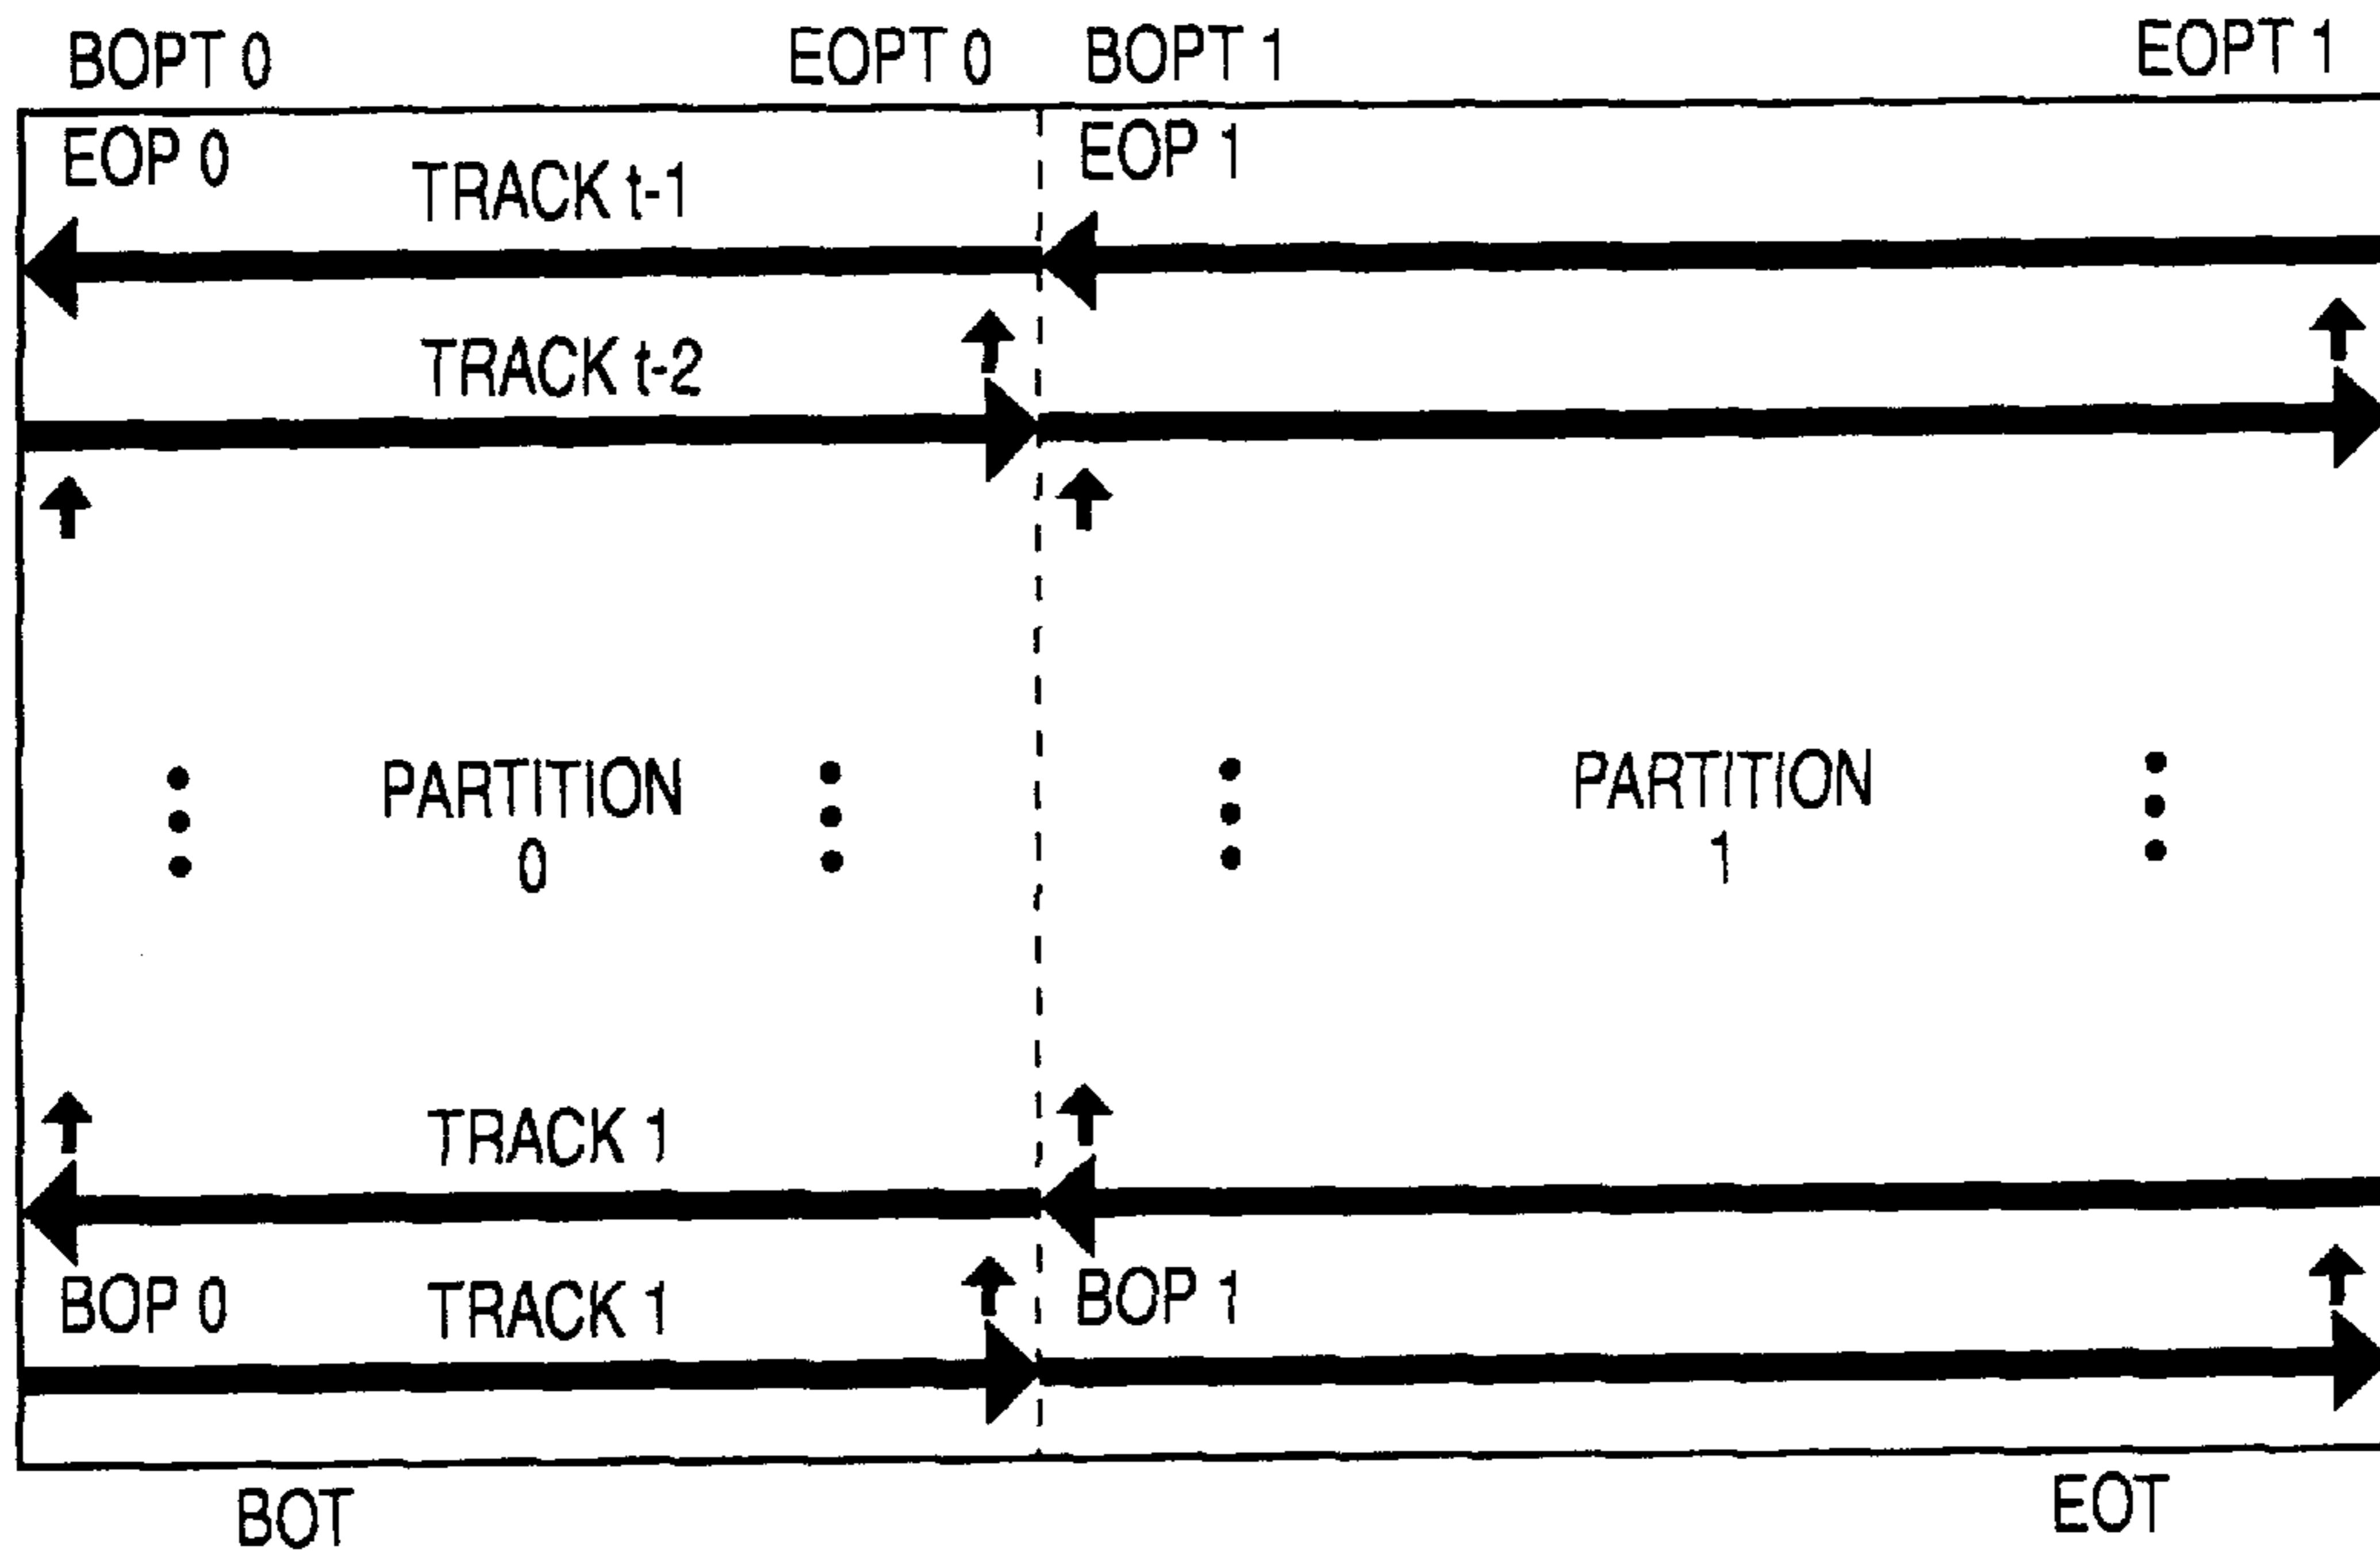 BOPT 0
EOPT 0
BOPT 1
EOPT 1
EOP 0
EOP 1
TRACK t-1
TRACK t-2
PARTITION
0
PARTITION
1
TRACK 1
BOP 0
TRACK 1
BOP 1
BOT
EOT